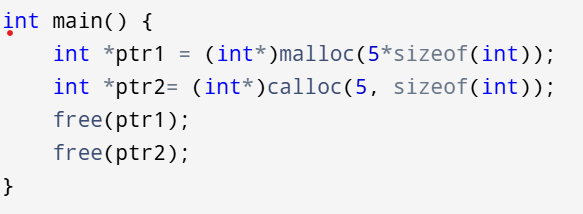 int main() {
    int *ptr1 = (int*)malloc(5*sizeof(int));
    int *ptr2= (int*)calloc(5, sizeof(int));
    free(ptr1);
    free(ptr2);
}